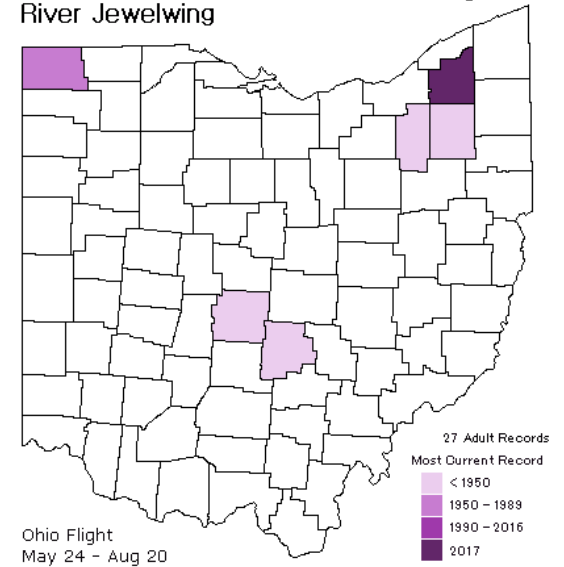 River Jewelwing
27 Adult Records
Most Current Record
< 1950
1950 - 1989
1990 - 2016
2017
Ohio Flight
May 24 - Aug 20